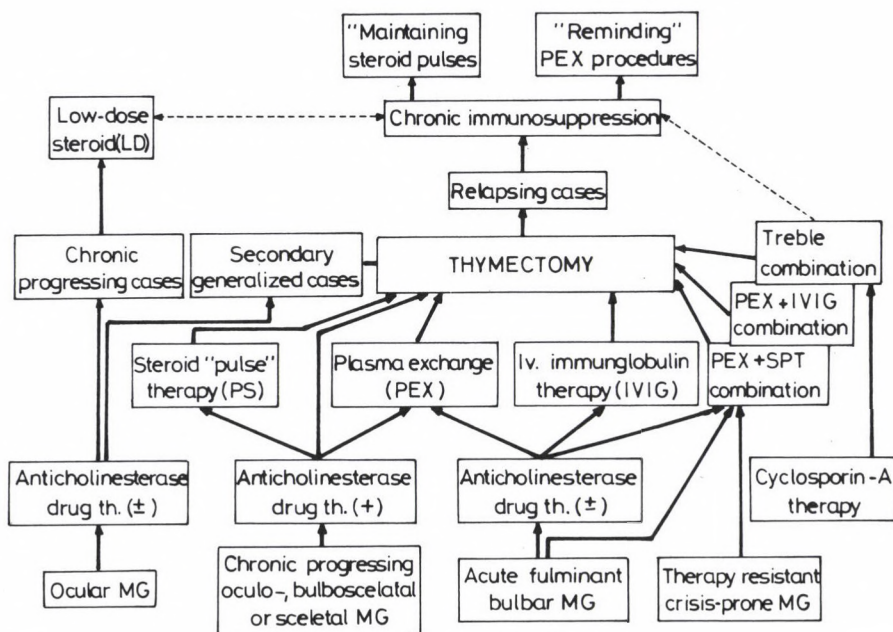 "Maintaining
steroid pulses"
"Reminding"
PEX procedures
Low-dose
steroid(LD)
Chronic immunosuppression
Relapsing cases
Chronic
progressing cases
Secondary
generalized cases
THYMECTOMY
Treble
combination
PEX+IVIG
combination
Steroid "pulse"
therapy (PS)
Plasma exchange
(PEX)
Iv. immunglobulin
therapy (IVIG)
PEX+SPT
combination
Anticholinesterase
drug th. (±)
Anticholinesterase
drug th. (+)
Anticholinesterase
drug th. (±)
Cyclosporin-A
therapy
Ocular MG
Chronic progressing
oculo-, bulboscelatal
or sceletal MG
Acute fulminant
bulbar MG
Therapy resistant
crisis-prone MG